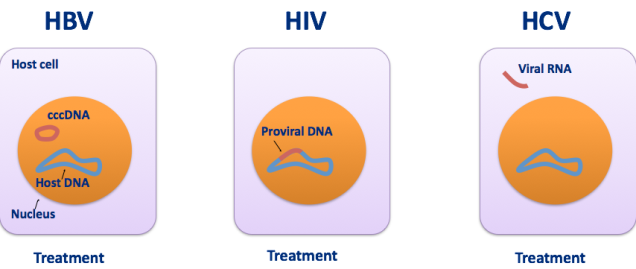 HBV
HIV
HCV
Host cell
Viral RNA
cccDNA
Proviral DNA
Host DNA
Nucleus
Treatment
Treatment
Treatment